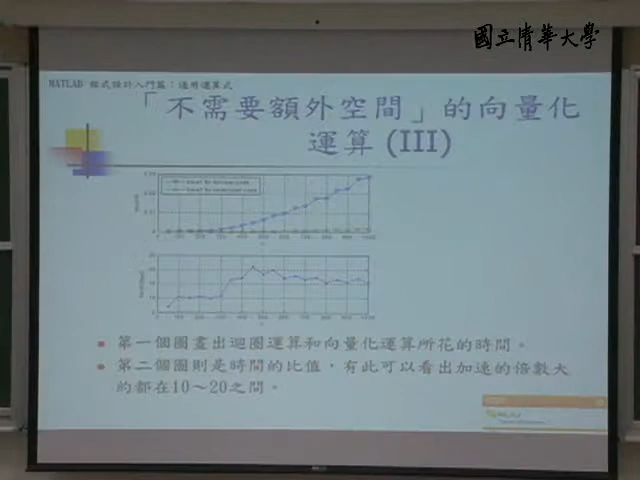 國立清華大學
MATLAB 程式設計入門篇：通用運算式
「不需要額外空間」的向量化
運算 (III)
第一個圖畫出迴圈運算和向量化運算所花的時間。
第二個圖則是時間的比值，有此可以看出加速的倍數大
約都在10～20之間。